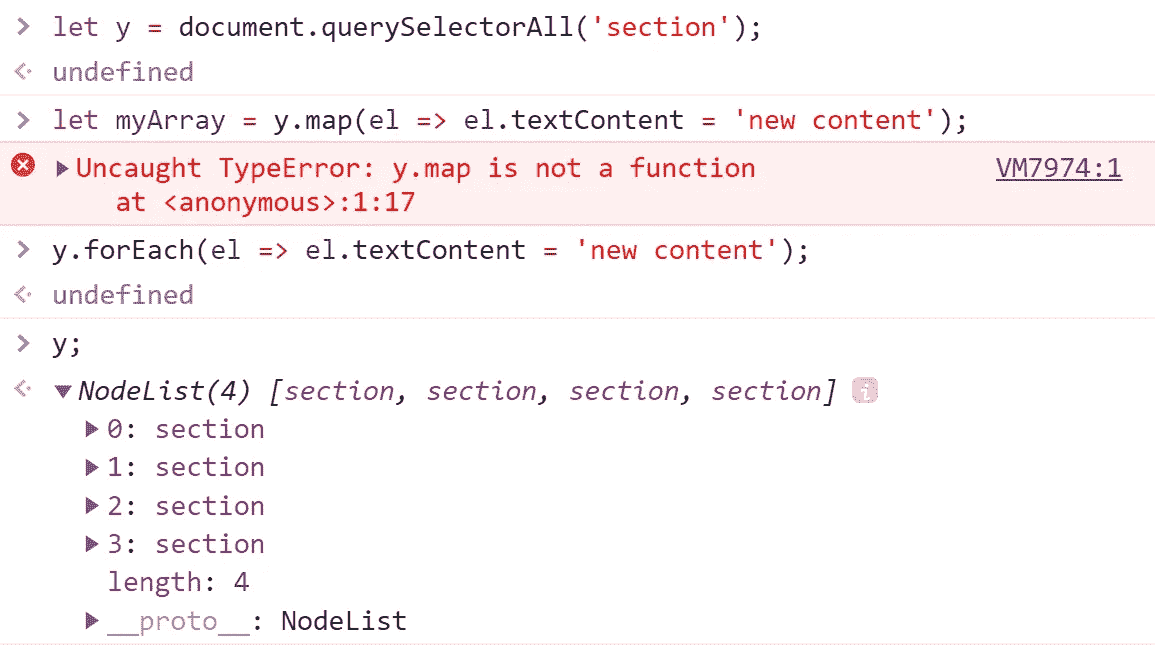 > let y = document.querySelectorAll('section');
undefined
> let myArray = y.map(el => el.textContent = 'new content');
Uncaught TypeError: y.map is not a function VM7974:1
at <anonymous>:1:17
> y.forEach(el => el.textContent = 'new content');
undefined
> y;
NodeList(4) [section, section, section, section] i
0: section
1: section
2: section
3: section
length: 4
__proto__: NodeList